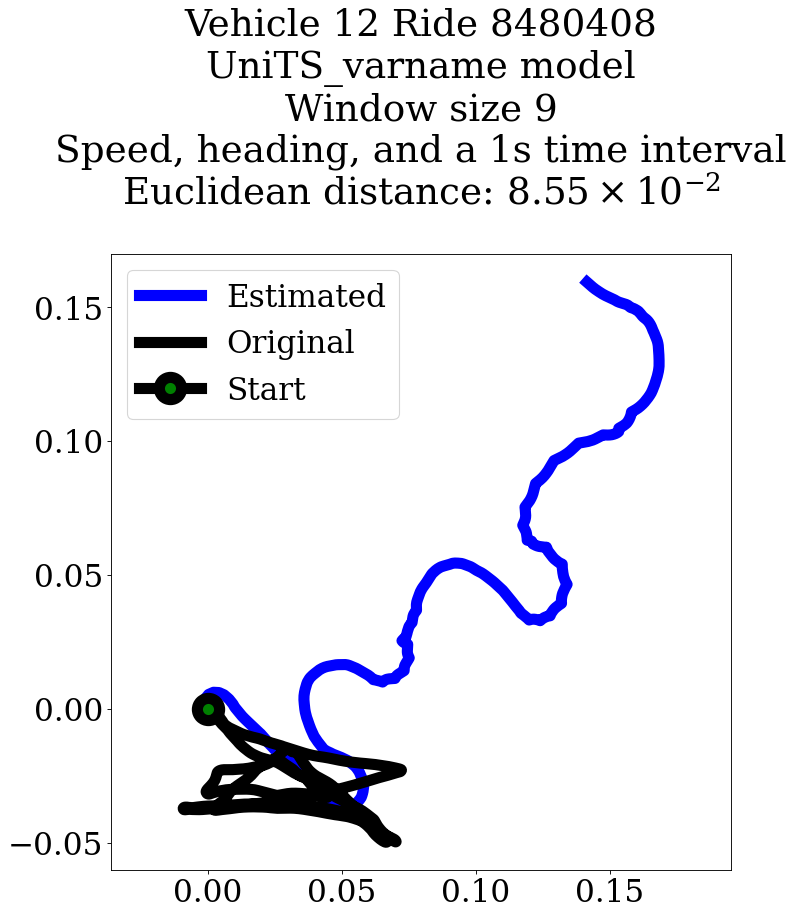 Vehicle 12 Ride 8480408
UniTS_varname model
Window size 9
Speed, heading, and a 1s time interval
Euclidean distance: 8.55 × 10⁻²
Estimated
Original
Start
0.15
0.10
0.05
0.00
−0.05
0.00 0.05 0.10 0.15